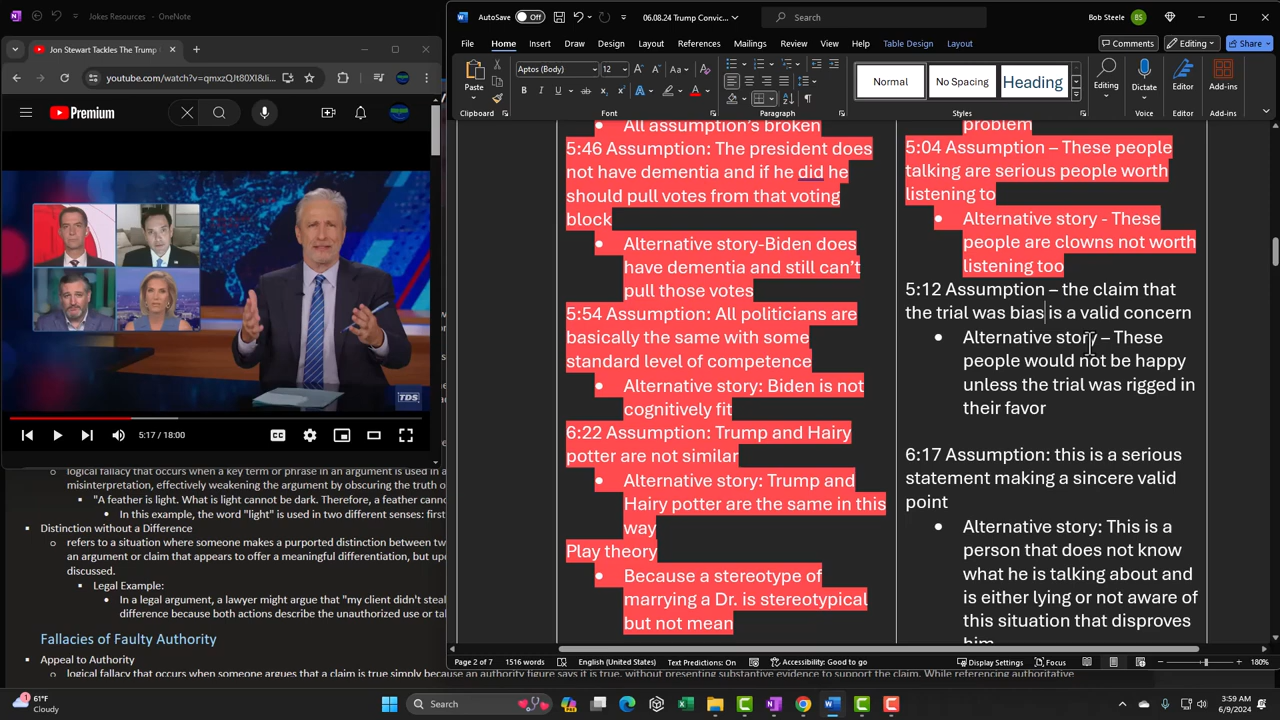 Jokes Resources - OneNote
Jon Stewart Tackles The Trump
youtube.com/watch?v=qmxzQJt80XI&li...
Premium
TDS
5:17 / 18:00
CC
logical fallacy that occurs when a key term or phrase in an argument is used in a
misinterpretation, effectively weakening the argument by obscuring the truth o
"A feather is light. What is light cannot be dark. Therefore, a feather
In this example, the word "light" is used in two different senses: first
Distinction without a Difference
refers to a situation where someone makes a purported distinction between tw
an argument or claim that appears to offer a meaningful differentiation, but upo
discussed.
Legal Example:
In a legal argument, a lawyer might argue that "my client didn't steal
difference because both actions describe the unauthorized use or tak
Fallacies of Faulty Authority
Appeal to Authority
logical fallacy that occurs when someone argues that a claim is true simply because an authority figure says it is true, without presenting substantive evidence to support the claim. While referencing authoritative
AutoSave Off
06.08.24 Trump Convic...
Search
Bob Steele BS
File Home Insert Draw Design Layout References Mailings Review View Help Table Design Layout
Comments Editing Share
Paste
Aptos (Body) 12
Normal
No Spacing
Heading
Editing
Dictate
Editor
Add-ins
Clipboard Font Paragraph Styles Voice Editor Add-ins
All assumption's broken
5:46 Assumption: The president does
not have dementia and if he did he
should pull votes from that voting
block
Alternative story-Biden does
have dementia and still can't
pull those votes
5:54 Assumption: All politicians are
basically the same with some
standard level of competence
Alternative story: Biden is not
cognitively fit
6:22 Assumption: Trump and Hairy
potter are not similar
Alternative story: Trump and
Hairy potter are the same in this
way
Play theory
Because a stereotype of
marrying a Dr. is stereotypical
but not mean
problem
5:04 Assumption – These people
talking are serious people worth
listening to
Alternative story - These
people are clowns not worth
listening too
5:12 Assumption – the claim that
the trial was bias is a valid concern
Alternative story – These
people would not be happy
unless the trial was rigged in
their favor
6:17 Assumption: this is a serious
statement making a sincere valid
point
Alternative story: This is a
person that does not know
what he is talking about and
is either lying or not aware of
this situation that disproves
him
Page 2 of 7 1516 words English (United States) Text Predictions: On Accessibility: Good to go Display Settings Focus 180%
61°F
Cloudy
Search
3:59 AM
6/9/2024